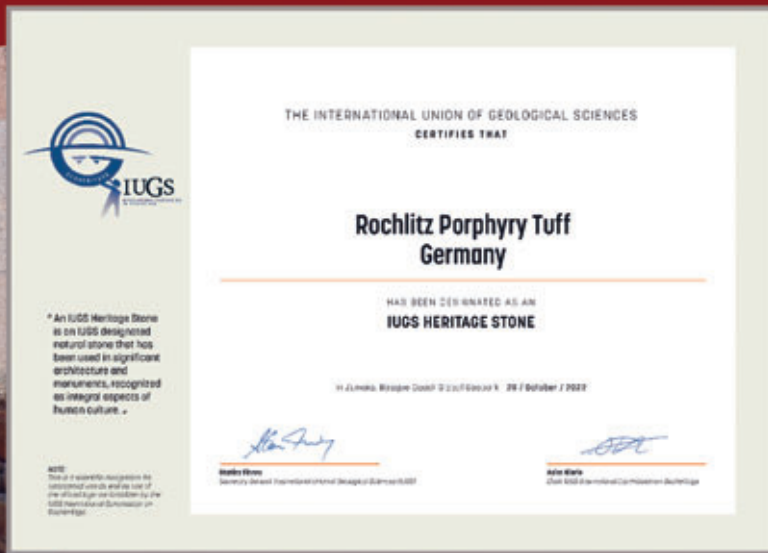 THE INTERNATIONAL UNION OF GEOLOGICAL SCIENCES
CERTIFIES THAT
IUGS
Rochlitz Porphyry Tuff
Germany
HAS BEEN DESIGNATED AS AN
IUGS HERITAGE STONE
" An IUGS Heritage Stone
is an IUGS designated
natural stone that has
been used in significant
architecture and
monuments, recognized
as integral aspects of
human culture. „
Basque Coast Global Geopark 28 / October / 2022
NOTE